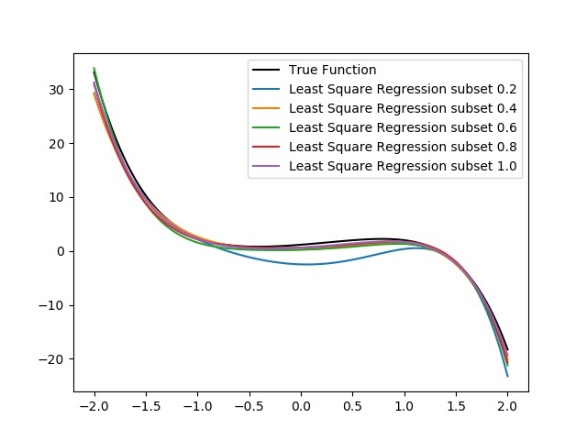 True Function
Least Square Regression subset 0.2
Least Square Regression subset 0.4
Least Square Regression subset 0.6
Least Square Regression subset 0.8
Least Square Regression subset 1.0
30
20
10
0
−10
−20
−2.0 −1.5 −1.0 −0.5 0.0 0.5 1.0 1.5 2.0